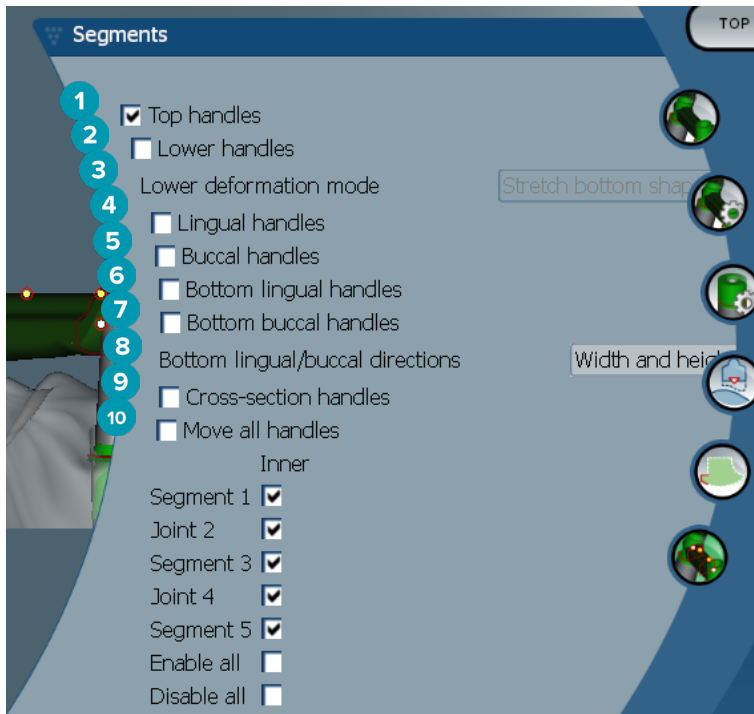 TOP
Segments
1 Top handles
2 Lower handles
3 Lower deformation mode Stretch bottom shap
4 Lingual handles
5 Buccal handles
6 Bottom lingual handles
7 Bottom buccal handles
8 Bottom lingual/buccal directions Width and heig
9 Cross-section handles
10 Move all handles
Inner
Segment 1
Joint 2
Segment 3
Joint 4
Segment 5
Enable all
Disable all